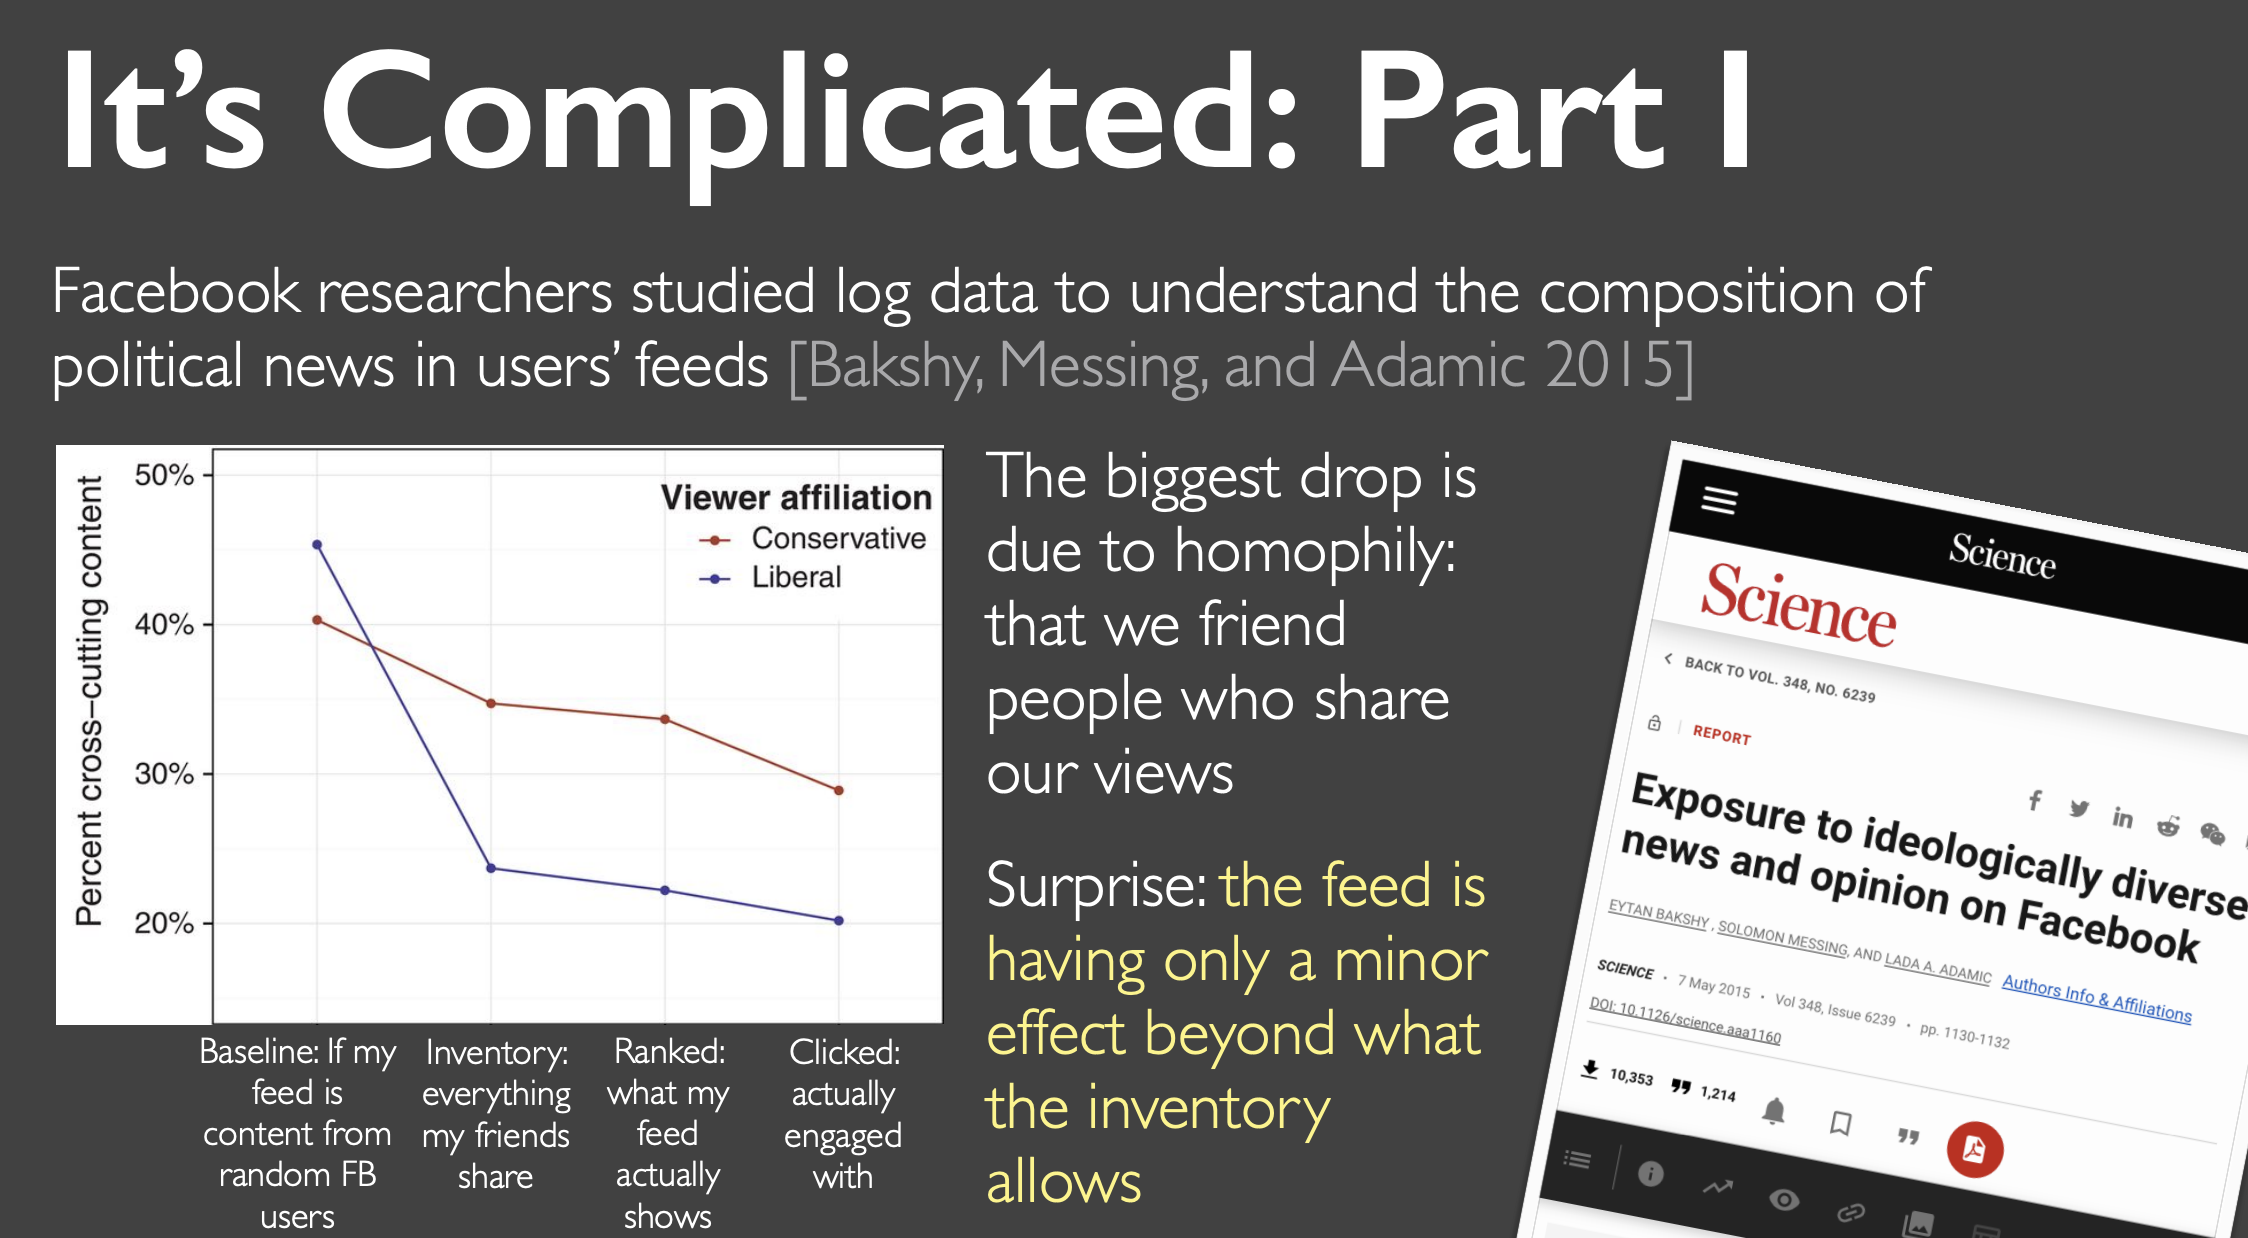 It’s Complicated: Part I
Facebook researchers studied log data to understand the composition of
political news in users’ feeds [Bakshy, Messing, and Adamic 2015]
Percent cross–cutting content
50%
40%
30%
20%
Viewer affiliation
Conservative
Liberal
Baseline: If my
feed is
content from
random FB
users
Inventory:
everything
my friends
share
Ranked:
what my
feed
actually
shows
Clicked:
actually
engaged
with
The biggest drop is
due to homophily:
that we friend
people who share
our views
Surprise: the feed is
having only a minor
effect beyond what
the inventory
allows
Science
Science
BACK TO VOL. 348, NO. 6239
REPORT
Exposure to ideologically diverse
news and opinion on Facebook
EYTAN BAKSHY , SOLOMON MESSING, AND LADA A. ADAMIC Authors Info & Affiliations
SCIENCE • 7 May 2015 • Vol 348, Issue 6239 • pp. 1130-1132
DOI: 10.1126/science.aaa1160
10,353 1,214